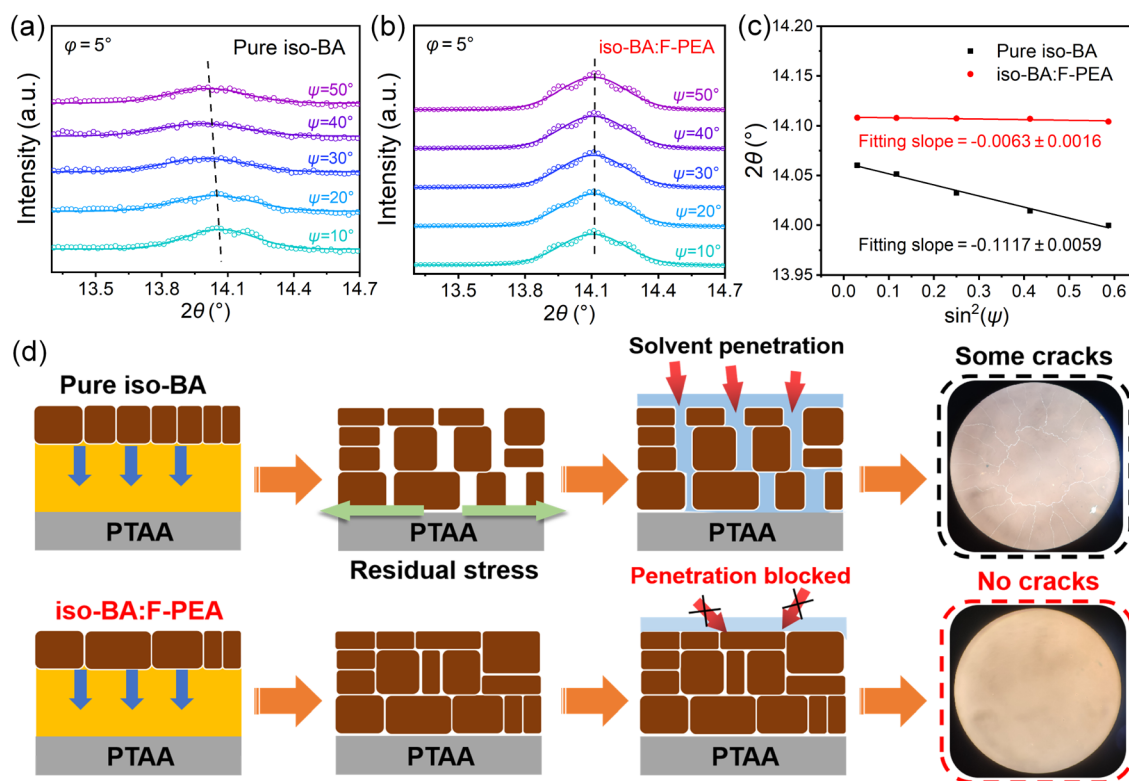 (a)
φ = 5°
Pure iso-BA
ψ=50°
ψ=40°
ψ=30°
ψ=20°
ψ=10°
Intensity (a.u.)
13.5 13.8 14.1 14.4 14.7
2θ (°)
(b)
φ = 5°
iso-BA:F-PEA
ψ=50°
ψ=40°
ψ=30°
ψ=20°
ψ=10°
Intensity (a.u.)
13.5 13.8 14.1 14.4 14.7
2θ (°)
(c)
14.20
14.15
14.10
14.05
14.00
13.95
2θ (°)
Pure iso-BA
iso-BA:F-PEA
Fitting slope = -0.0063 ± 0.0016
Fitting slope = -0.1117 ± 0.0059
0.0 0.1 0.2 0.3 0.4 0.5 0.6
sin²(ψ)
(d)
Pure iso-BA
Solvent penetration
Some cracks
PTAA
PTAA
PTAA
Residual stress
iso-BA:F-PEA
Penetration blocked
No cracks
PTAA
PTAA
PTAA